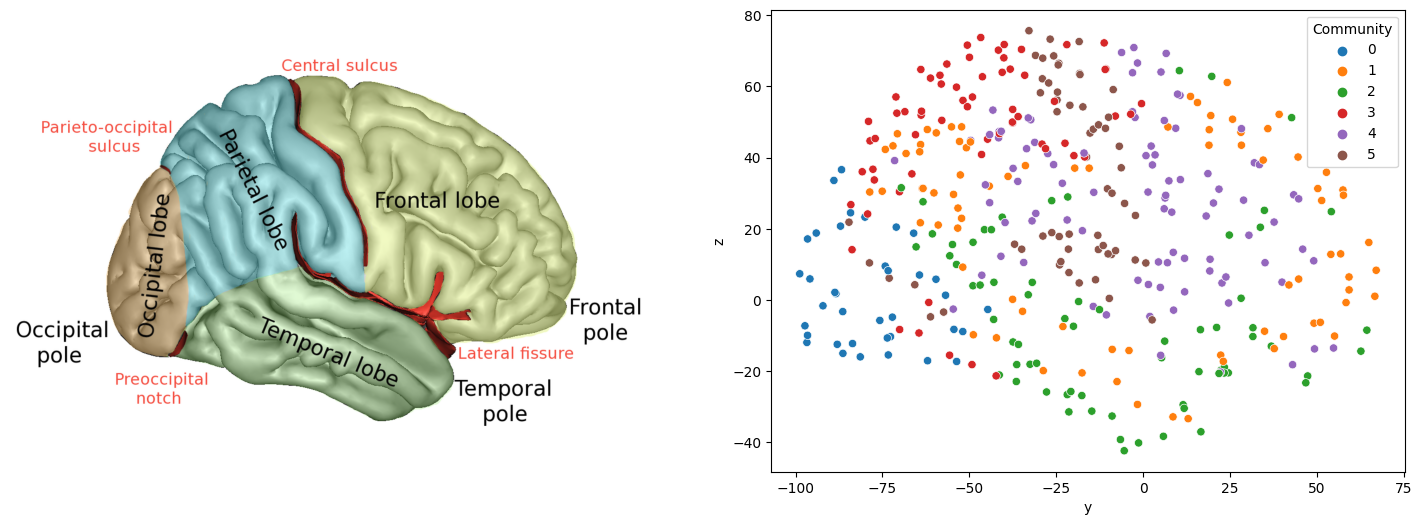 Central sulcus
Parieto-occipital
sulcus
Parietal lobe
Frontal lobe
Occipital lobe
Occipital
pole
Temporal lobe
Frontal
pole
Lateral fissure
Preoccipital
notch
Temporal
pole
80
60
40
20
0
−20
−40
z
−100
−75
−50
−25
0
25
50
75
y
Community
0
1
2
3
4
5